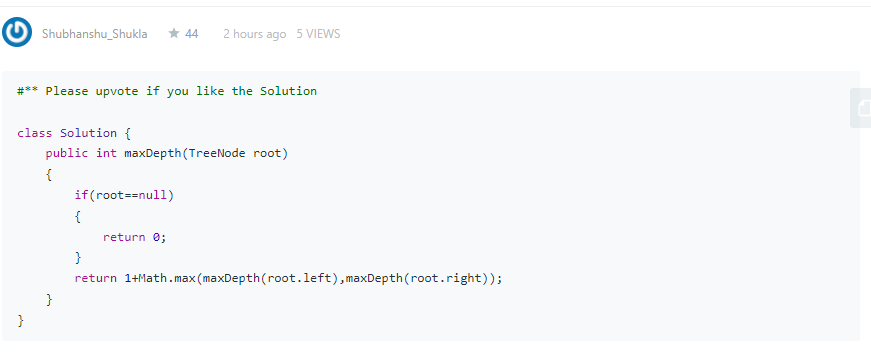 Shubhanshu_Shukla ★ 44 2 hours ago 5 VIEWS
#** Please upvote if you like the Solution
class Solution {
    public int maxDepth(TreeNode root)
    {
        if(root==null)
        {
            return 0;
        }
        return 1+Math.max(maxDepth(root.left),maxDepth(root.right));
    }
}